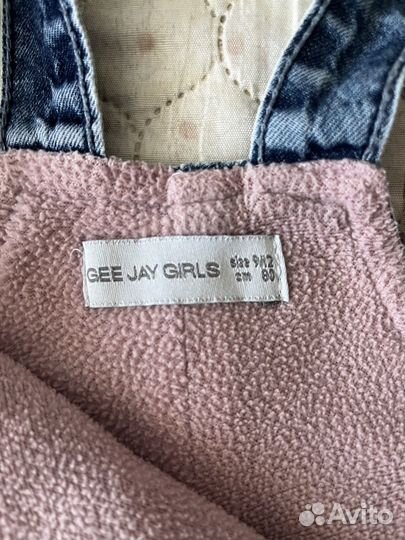 GEE JAY GIRLS
size 9/12
cm 80
Avito